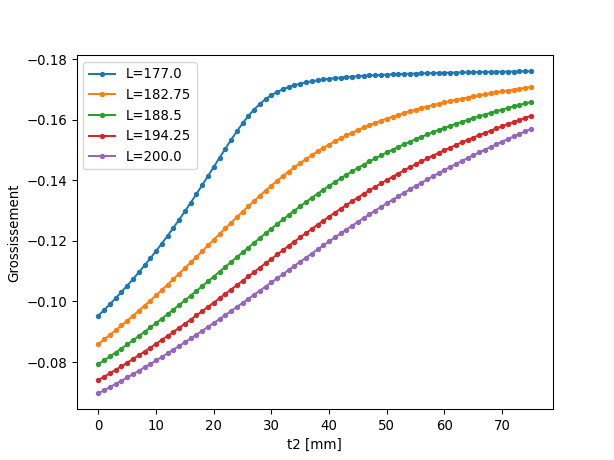 −0.18
−0.16
−0.14
−0.12
−0.10
−0.08
Grossissement
L=177.0
L=182.75
L=188.5
L=194.25
L=200.0
0 10 20 30 40 50 60 70
t2 [mm]